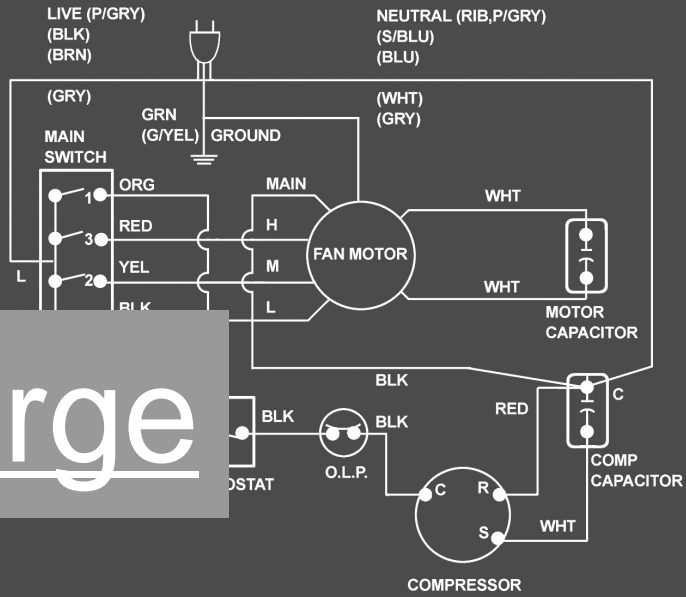 LIVE (P/GRY)
(BLK)
(BRN)
(GRY)
NEUTRAL (RIB,P/GRY)
(S/BLU)
(BLU)
(WHT)
(GRY)
GRN
(G/YEL)
GROUND
MAIN
SWITCH
ORG
1
RED
3
YEL
2
L
BLK
MAIN
H
M
L
FAN MOTOR
WHT
WHT
MOTOR
CAPACITOR
BLK
C
RED
COMP
CAPACITOR
rge
BLK
OSTAT
BLK
O.L.P.
C
R
S
WHT
COMPRESSOR